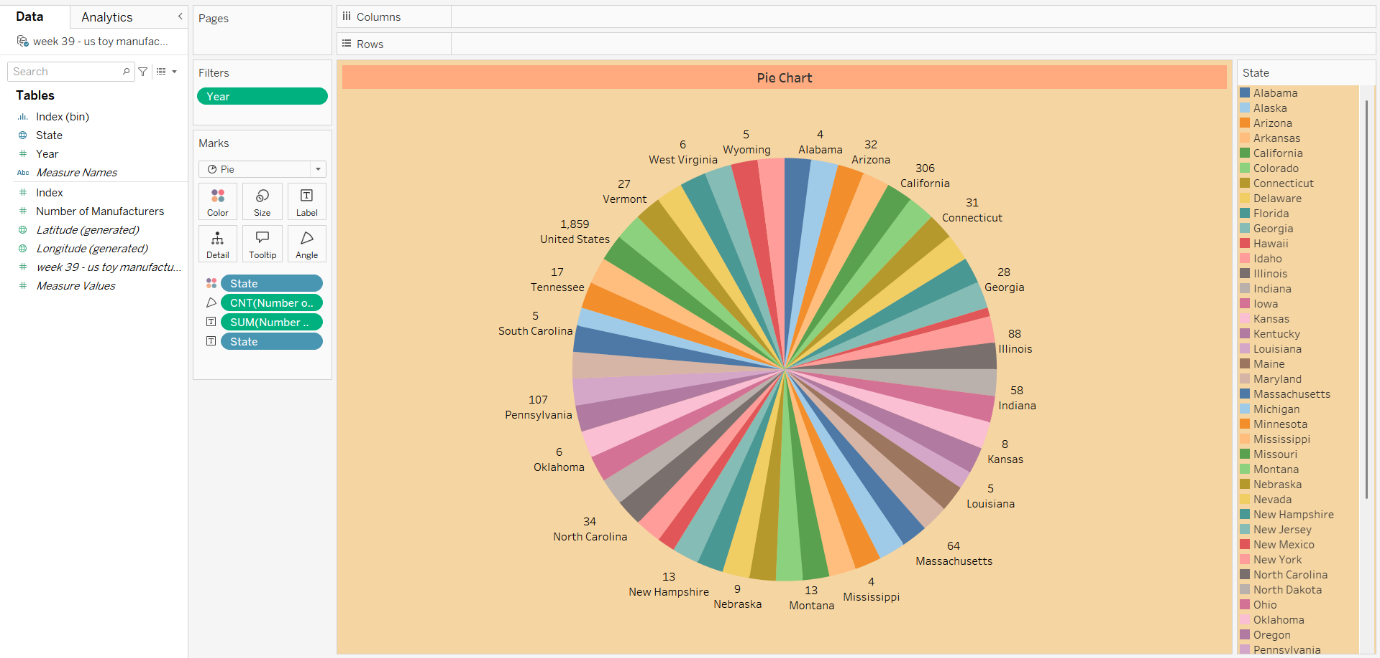 Data
Analytics
week 39 - us toy manufac...
Search
Tables
Index (bin)
State
Year
Abc Measure Names
Index
Number of Manufacturers
Latitude (generated)
Longitude (generated)
week 39 - us toy manufactu...
Measure Values
Pages
Filters
Year
Marks
Pie
Color
Size
Label
Detail
Tooltip
Angle
State
CNT(Number o..
SUM(Number ..
State
Columns
Rows
Pie Chart
5
Wyoming
4
Alabama
32
Arizona
306
California
31
Connecticut
28
Georgia
88
Illinois
58
Indiana
8
Kansas
5
Louisiana
64
Massachusetts
4
Mississippi
13
Montana
9
Nebraska
13
New Hampshire
34
North Carolina
6
Oklahoma
107
Pennsylvania
5
South Carolina
17
Tennessee
1,859
United States
27
Vermont
6
West Virginia
State
Alabama
Alaska
Arizona
Arkansas
California
Colorado
Connecticut
Delaware
Florida
Georgia
Hawaii
Idaho
Illinois
Indiana
Iowa
Kansas
Kentucky
Louisiana
Maine
Maryland
Massachusetts
Michigan
Minnesota
Mississippi
Missouri
Montana
Nebraska
Nevada
New Hampshire
New Jersey
New Mexico
New York
North Carolina
North Dakota
Ohio
Oklahoma
Oregon
Pennsylvania